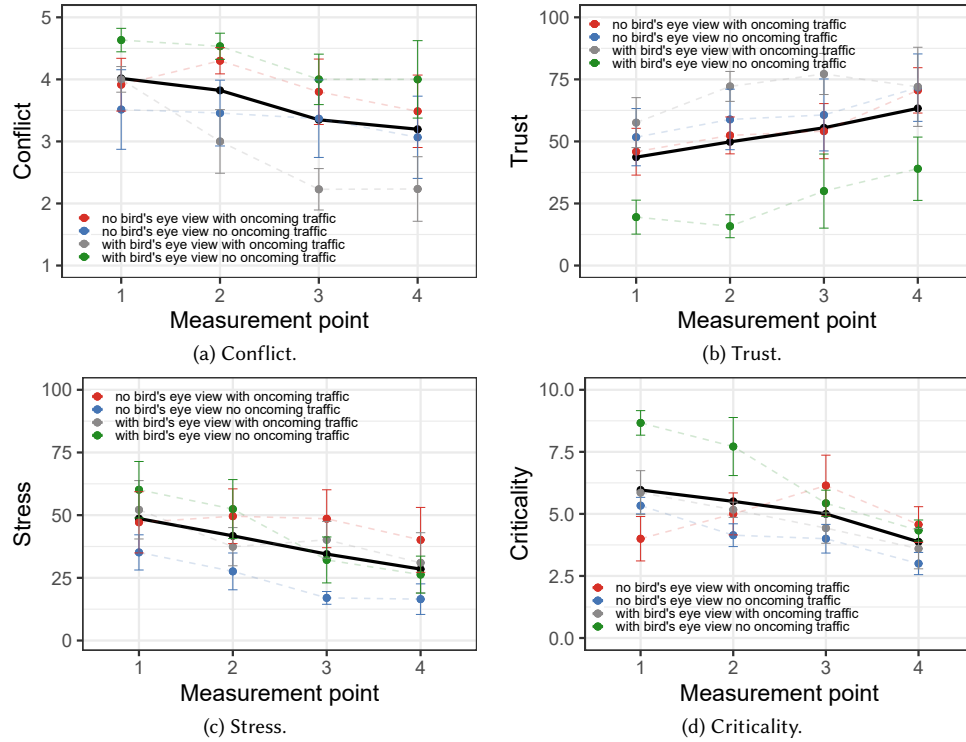 5
4
3
2
1
Conflict
no bird's eye view with oncoming traffic
no bird's eye view no oncoming traffic
with bird's eye view with oncoming traffic
with bird's eye view no oncoming traffic
1 2 3 4
Measurement point
(a) Conflict.
100
75
50
25
0
Trust
no bird's eye view with oncoming traffic
no bird's eye view no oncoming traffic
with bird's eye view with oncoming traffic
with bird's eye view no oncoming traffic
1 2 3 4
Measurement point
(b) Trust.
100
75
50
25
0
Stress
no bird's eye view with oncoming traffic
no bird's eye view no oncoming traffic
with bird's eye view with oncoming traffic
with bird's eye view no oncoming traffic
1 2 3 4
Measurement point
(c) Stress.
10.0
7.5
5.0
2.5
0.0
Criticality
no bird's eye view with oncoming traffic
no bird's eye view no oncoming traffic
with bird's eye view with oncoming traffic
with bird's eye view no oncoming traffic
1 2 3 4
Measurement point
(d) Criticality.